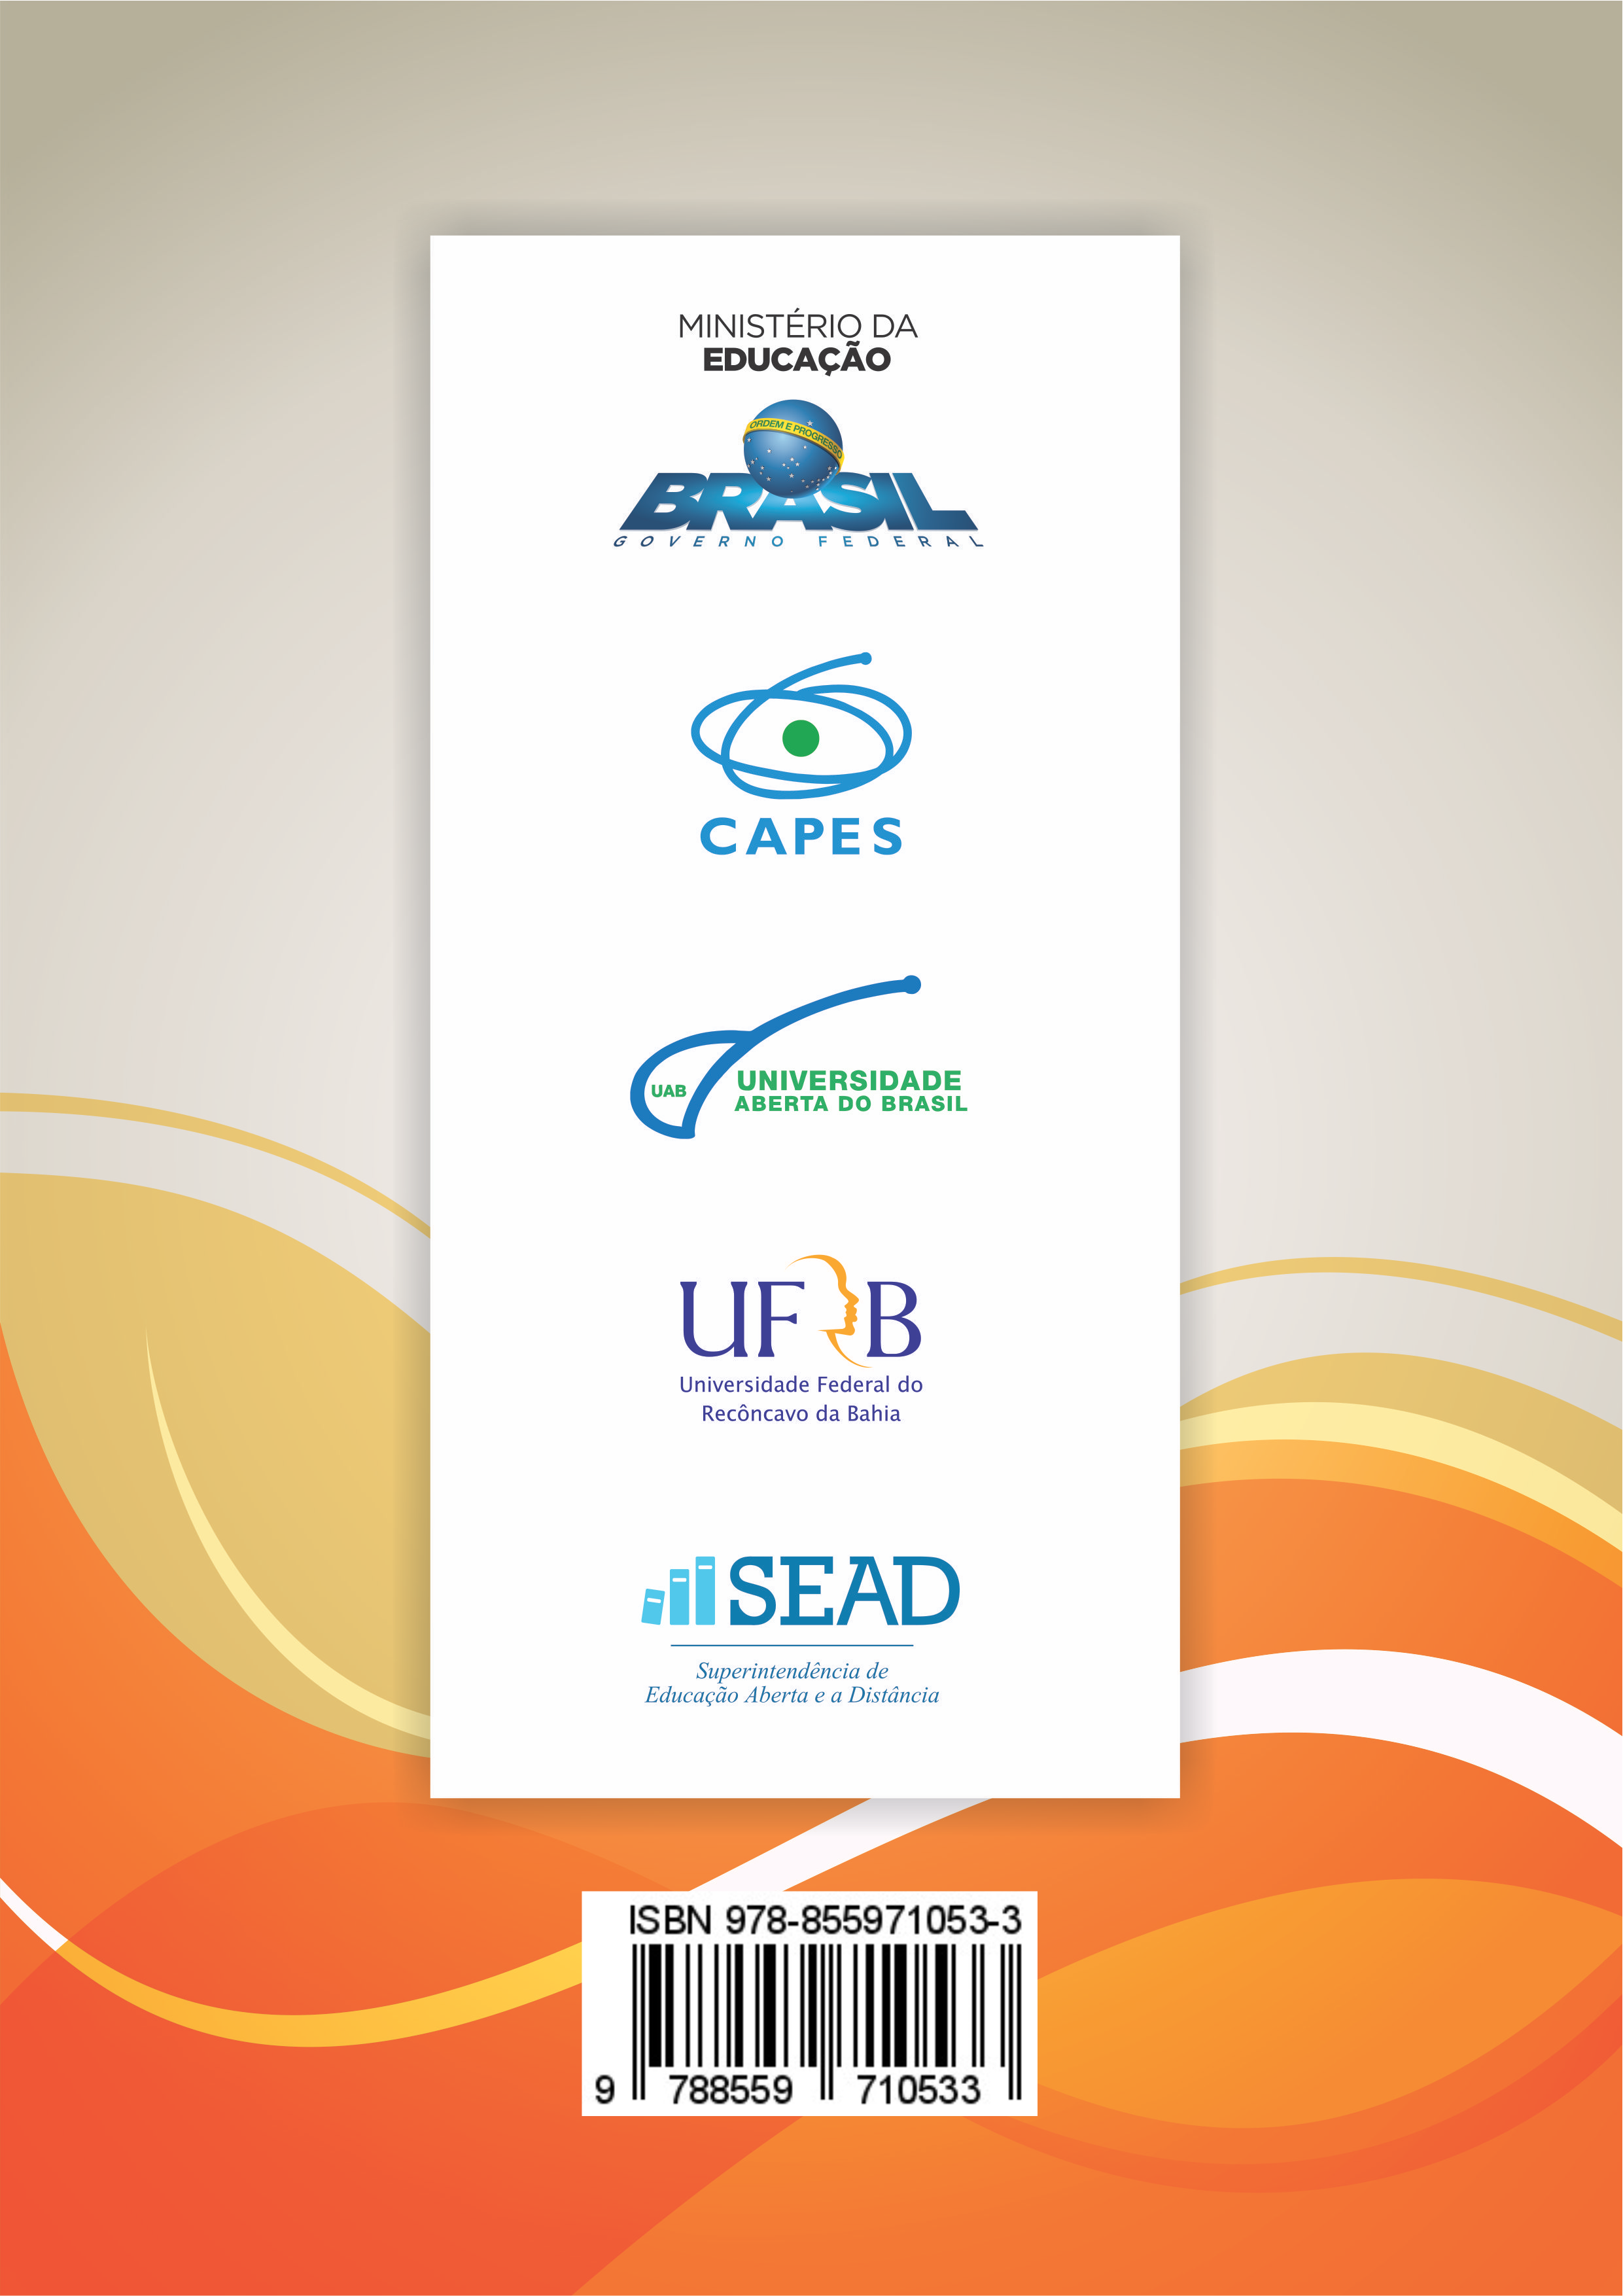 MINISTÉRIO DA
EDUCAÇÃO
ORDEM E PROGRESSO
BRASIL
GOVERNO FEDERAL
CAPES
UAB
UNIVERSIDADE
ABERTA DO BRASIL
UFRB
Universidade Federal do
Recôncavo da Bahia
SEAD
Superintendência de
Educação Aberta e a Distância
ISBN 978-855971053-3
9 788559 710533